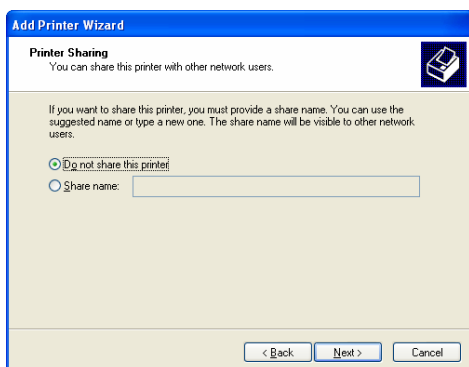 Add Printer Wizard
Printer Sharing
You can share this printer with other network users.
If you want to share this printer, you must provide a share name. You can use the
suggested name or type a new one. The share name will be visible to other network
users.
Do not share this printer
Share name:
< Back Next > Cancel